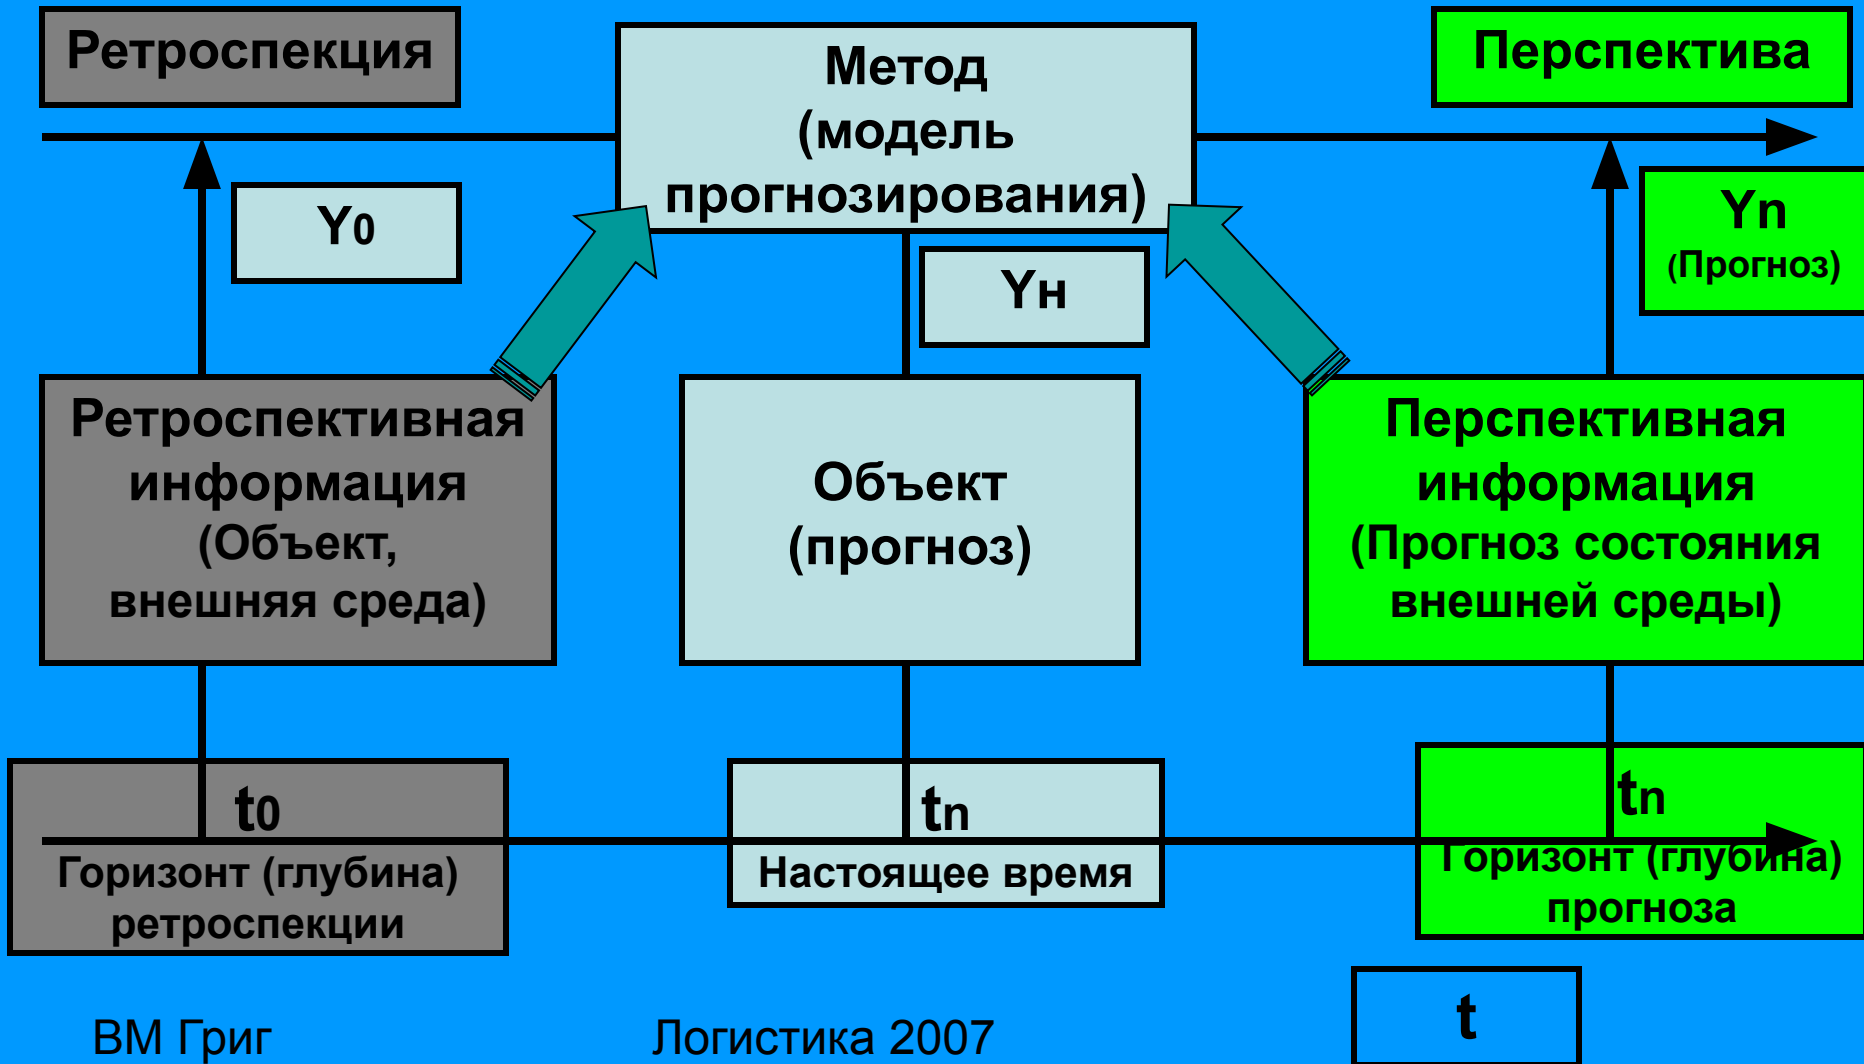 Ретроспекция
Метод
(модель
прогнозирования)
Перспектива
Y0
Yн
Yn
(Прогноз)
Ретроспективная
информация
(Объект,
внешняя среда)
Объект
(прогноз)
Перспективная
информация
(Прогноз состояния
внешней среды)
t0
Горизонт (глубина)
ретроспекции
tn
Настоящее время
tn
Горизонт (глубина)
прогноза
t
ВМ Григ
Логистика 2007